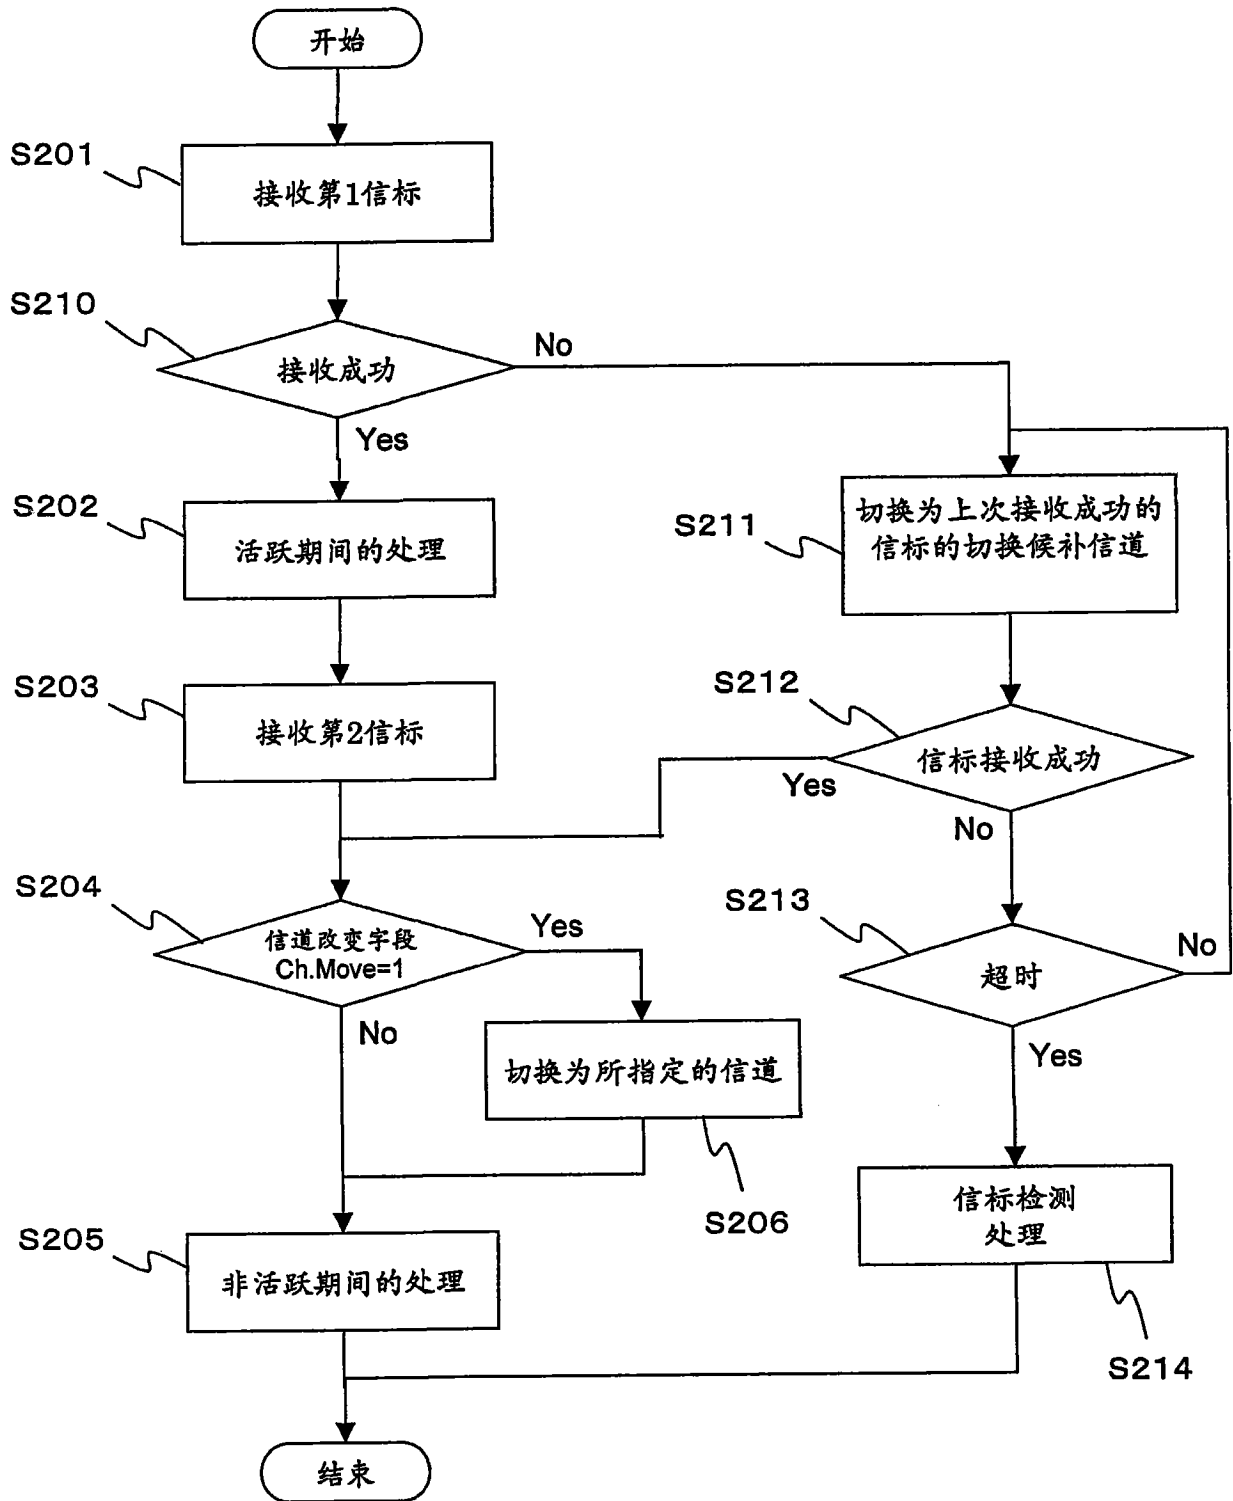 开始
S201
接收第1信标
S210
接收成功
No
Yes
S202
活跃期间的处理
S211
切换为上次接收成功的
信标的切换候补信道
S203
接收第2信标
S212
信标接收成功
Yes
No
S204
信道改变字段
Ch.Move=1
Yes
No
S213
超时
No
Yes
切换为所指定的信道
S206
S205
非活跃期间的处理
信标检测
处理
S214
结束